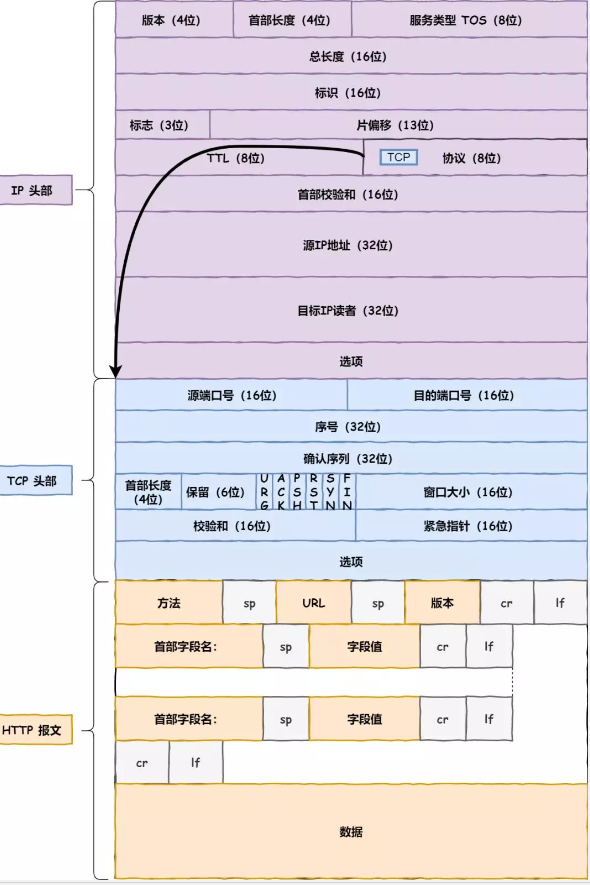 版本（4位） 首部长度（4位） 服务类型 TOS（8位）
总长度（16位）
标识（16位）
标志（3位） 片偏移（13位）
TTL（8位） TCP 协议（8位）
IP 头部
首部校验和（16位）
源IP地址（32位）
目标IP读者（32位）
选项
源端口号（16位） 目的端口号（16位）
序号（32位）
确认序列（32位）
TCP 头部
首部长度（4位） 保留（6位） URG ACK PSH RST SYN FIN 窗口大小（16位）
校验和（16位） 紧急指针（16位）
选项
方法 sp URL sp 版本 cr lf
首部字段名： sp 字段值 cr lf
首部字段名： sp 字段值 cr lf
HTTP 报文
cr lf
数据